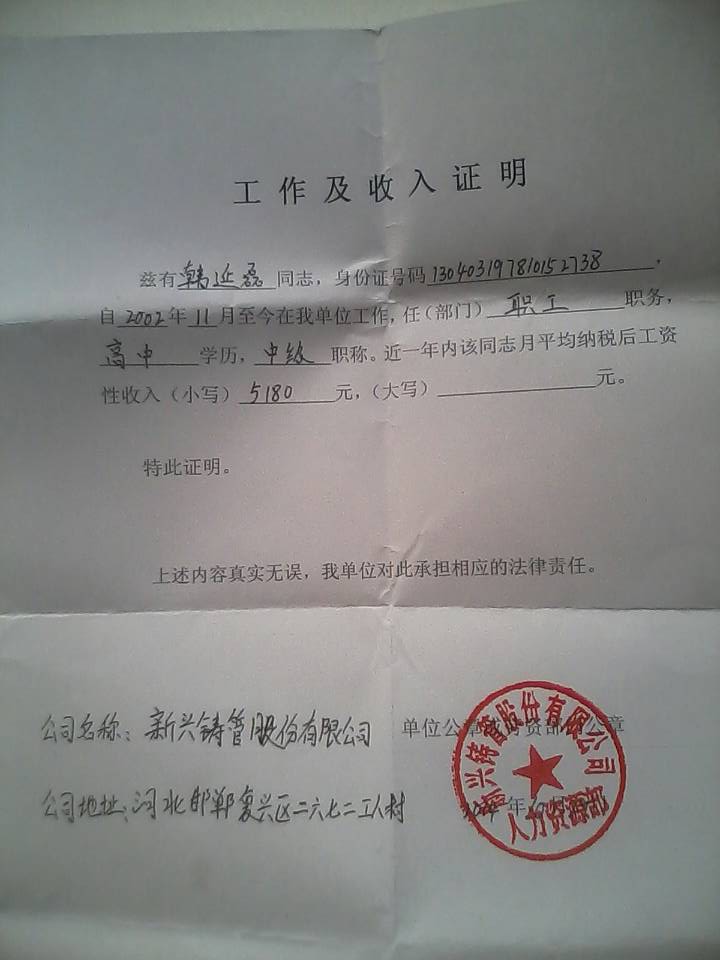 工作及收入证明
兹有韩延磊同志，身份证号码130403197810152738，
自2002年11月至今在我单位工作，任（部门）职工职务，
高中学历，中级职称。近一年内该同志月平均纳税后工资
性收入（小写）5180元，（大写）元。
特此证明。
上述内容真实无误，我单位对此承担相应的法律责任。
公司名称：新兴铸管股份有限公司
单位公章或劳资部门公章
公司地址：河北邯郸复兴区二六七二工人村
年
新兴铸管股份有限公司
人力资源部